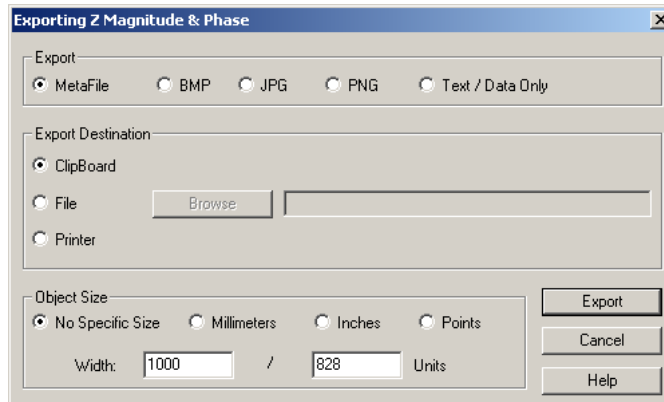 Exporting Z Magnitude & Phase
Export
MetaFile BMP JPG PNG Text / Data Only
Export Destination
ClipBoard
File Browse
Printer
Object Size
No Specific Size Millimeters Inches Points
Width: 1000 / 828 Units
Export
Cancel
Help